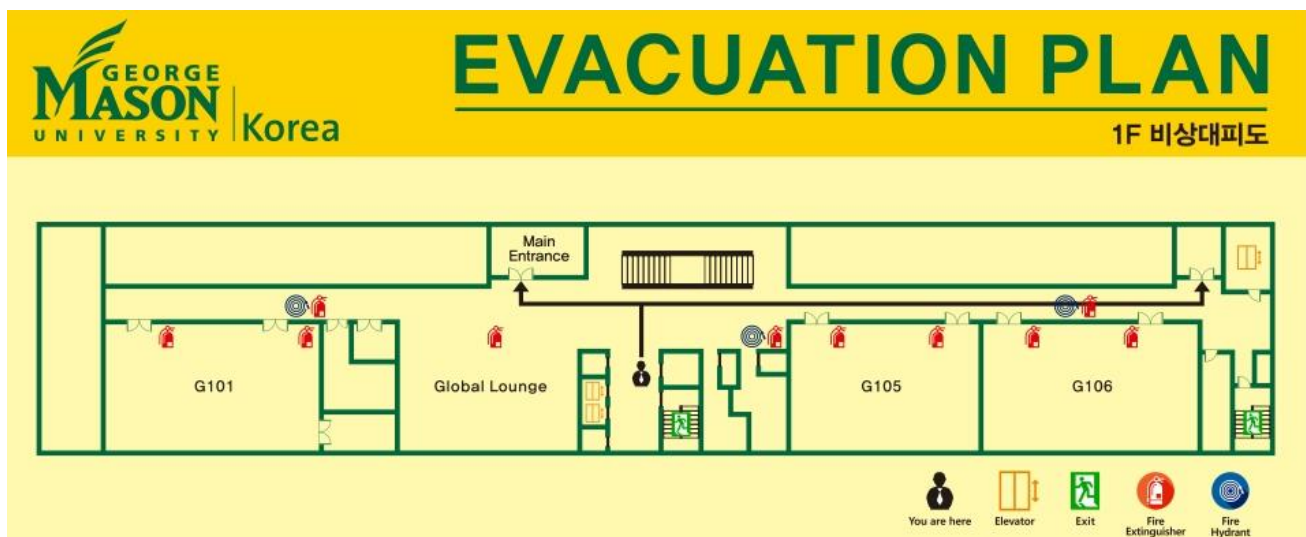 GEORGE
MASON
UNIVERSITY
Korea
EVACUATION PLAN
1F 비상대피도
Main
Entrance
G101
Global Lounge
G105
G106
You are here
Elevator
Exit
Fire
Extinguisher
Fire
Hydrant